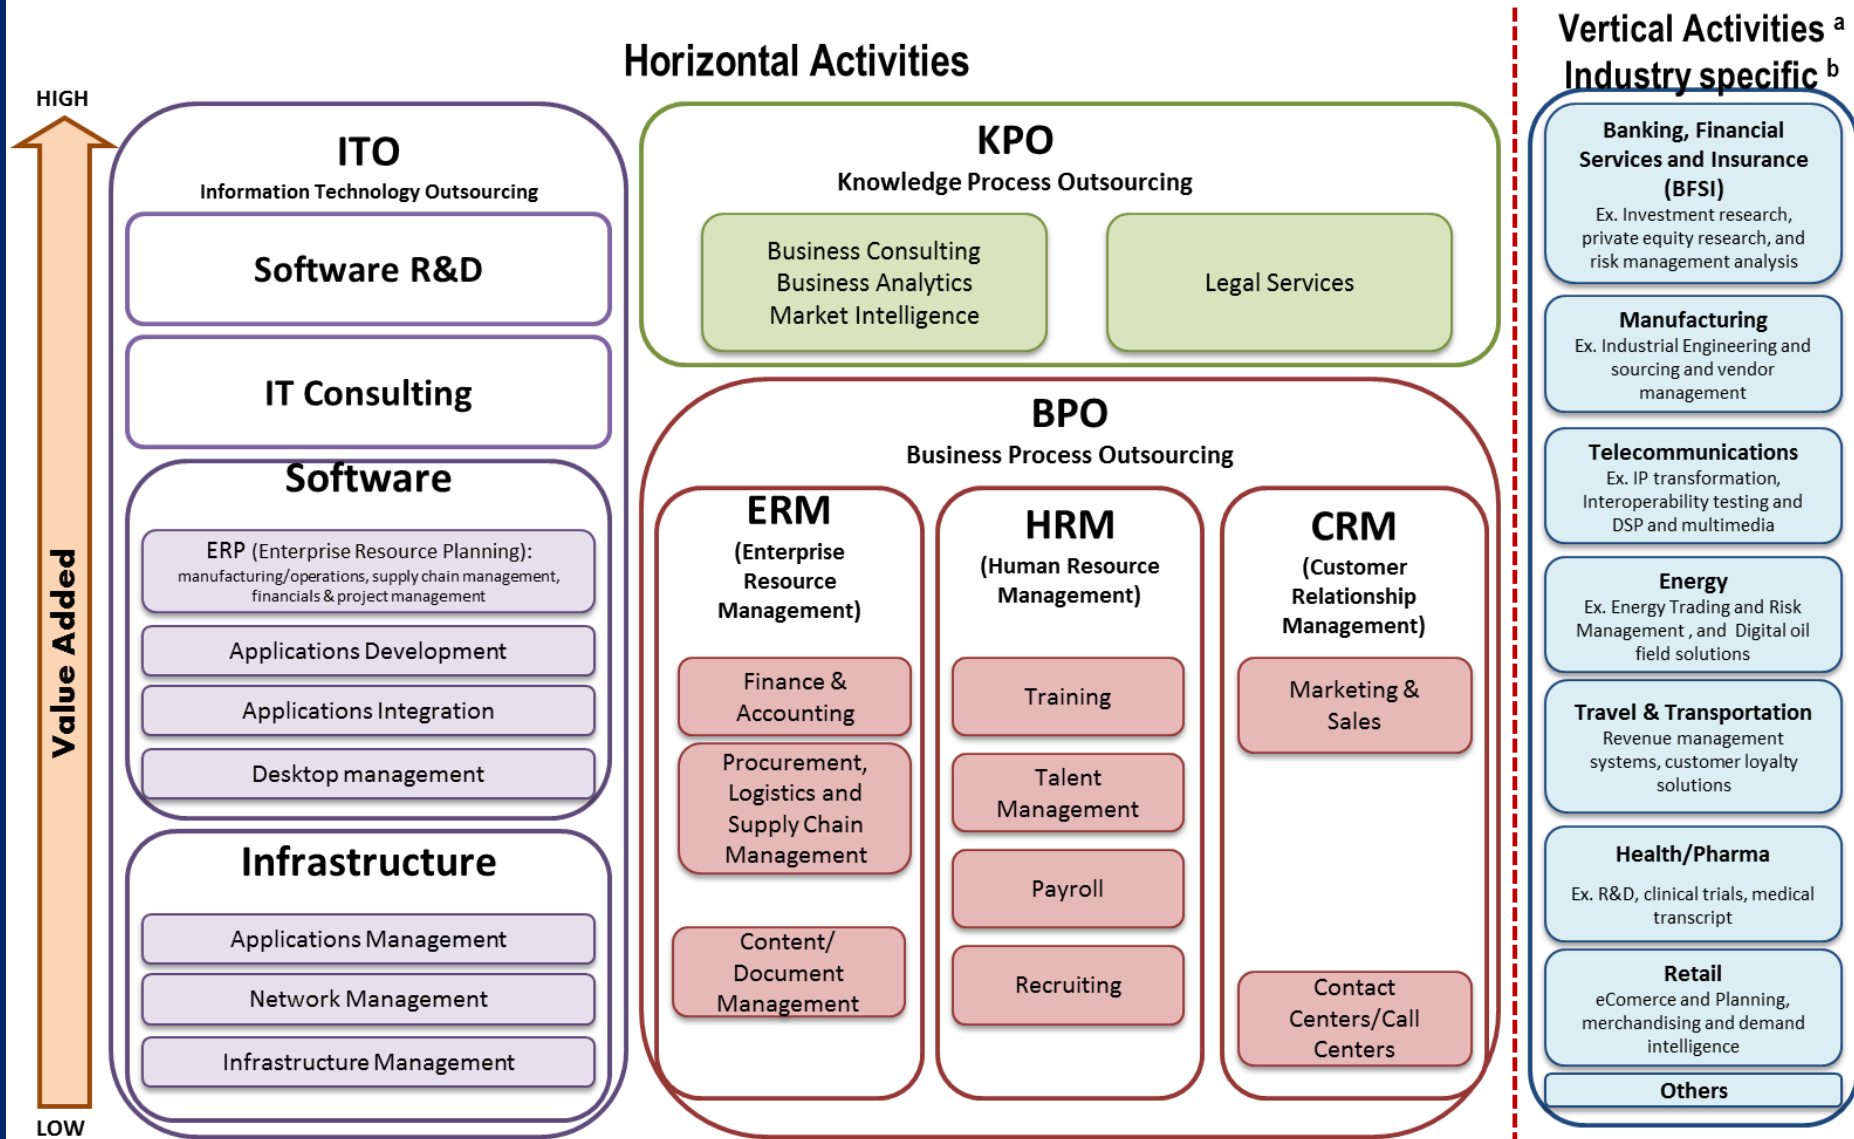 Horizontal Activities
Vertical Activities a
Industry specific b
HIGH
Value Added
LOW
ITO
Information Technology Outsourcing
Software R&D
IT Consulting
Software
ERP (Enterprise Resource Planning):
manufacturing/operations, supply chain management,
financials & project management
Applications Development
Applications Integration
Desktop management
Infrastructure
Applications Management
Network Management
Infrastructure Management
KPO
Knowledge Process Outsourcing
Business Consulting
Business Analytics
Market Intelligence
Legal Services
BPO
Business Process Outsourcing
ERM
(Enterprise
Resource
Management)
Finance &
Accounting
Procurement,
Logistics and
Supply Chain
Management
Content/
Document
Management
HRM
(Human Resource
Management)
Training
Talent
Management
Payroll
Recruiting
CRM
(Customer
Relationship
Management)
Marketing &
Sales
Contact
Centers/Call
Centers
Banking, Financial
Services and Insurance
(BFSI)
Ex. Investment research,
private equity research, and
risk management analysis
Manufacturing
Ex. Industrial Engineering and
sourcing and vendor
management
Telecommunications
Ex. IP transformation,
Interoperability testing and
DSP and multimedia
Energy
Ex. Energy Trading and Risk
Management , and Digital oil
field solutions
Travel & Transportation
Revenue management
systems, customer loyalty
solutions
Health/Pharma
Ex. R&D, clinical trials, medical
transcript
Retail
eComerce and Planning,
merchandising and demand
intelligence
Others